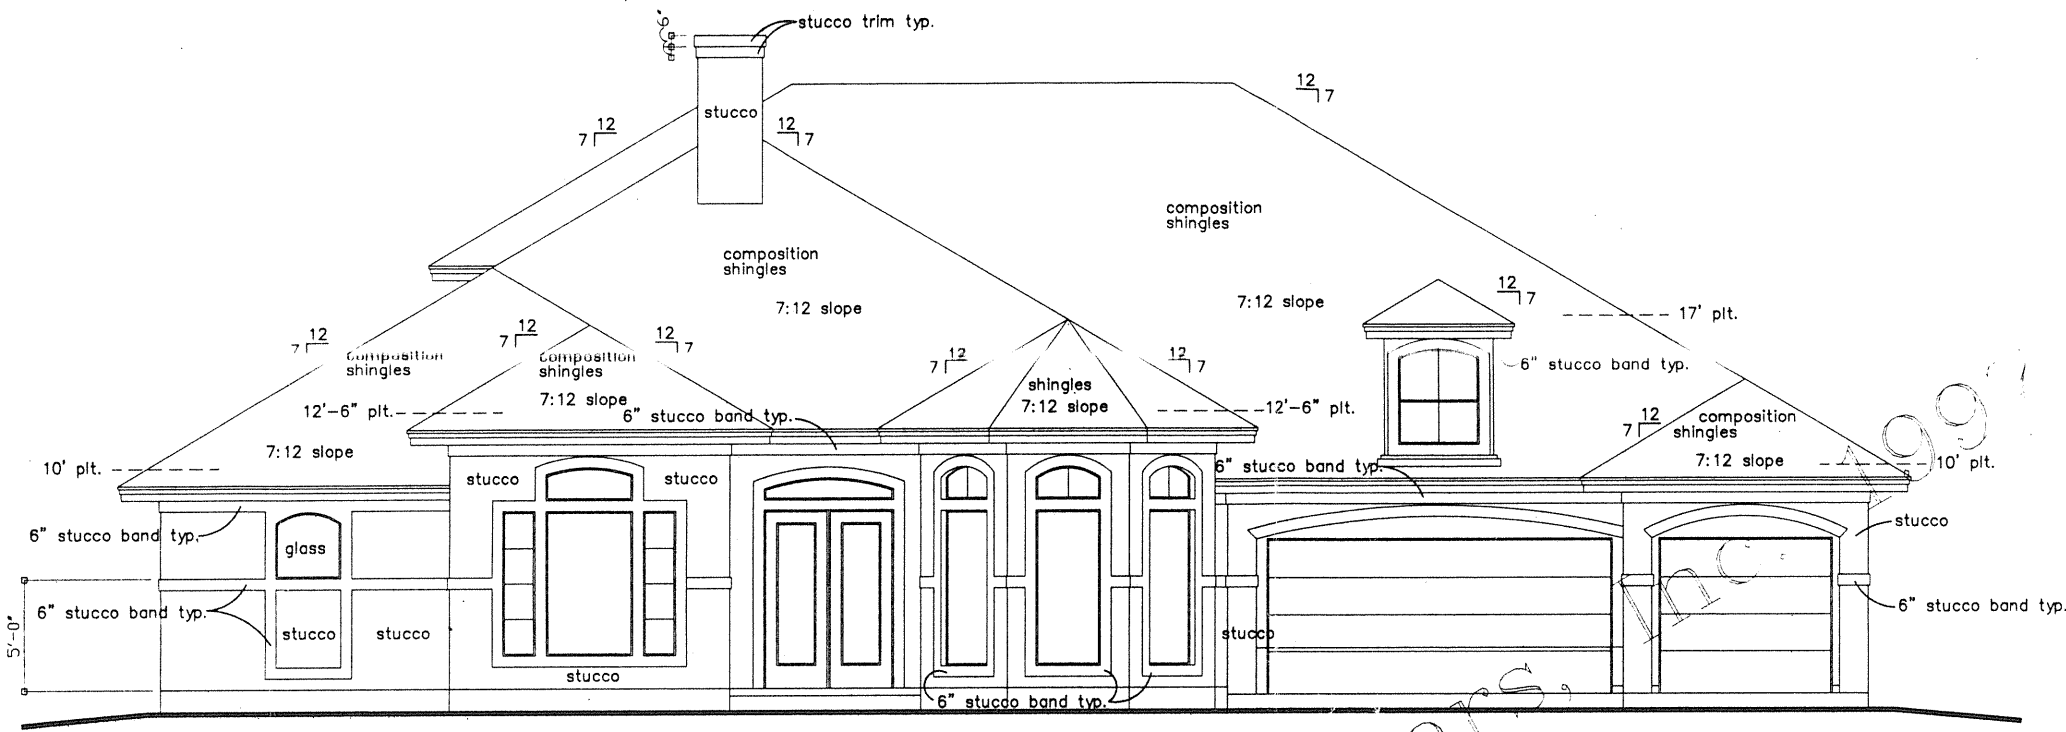 6"
stucco trim typ.
12
7
stucco
12
7
12
7
composition
shingles
composition
shingles
7:12 slope
7:12 slope
12
7
17' plt.
12
7
12
7
12
7
composition
shingles
composition
shingles
12
7
12
7
6" stucco band typ.
shingles
7:12 slope
7:12 slope
12'-6" plt.
6" stucco band typ.
12'-6" plt.
12
7
composition
shingles
7:12 slope
7:12 slope
10' plt.
6" stucco band typ.
10' plt.
stucco
stucco
6" stucco band typ.
glass
stucco
5'-0"
6" stucco band typ.
stucco
stucco
stucco
6" stucco band typ.
stucco
6" stucco band typ.
Inc.